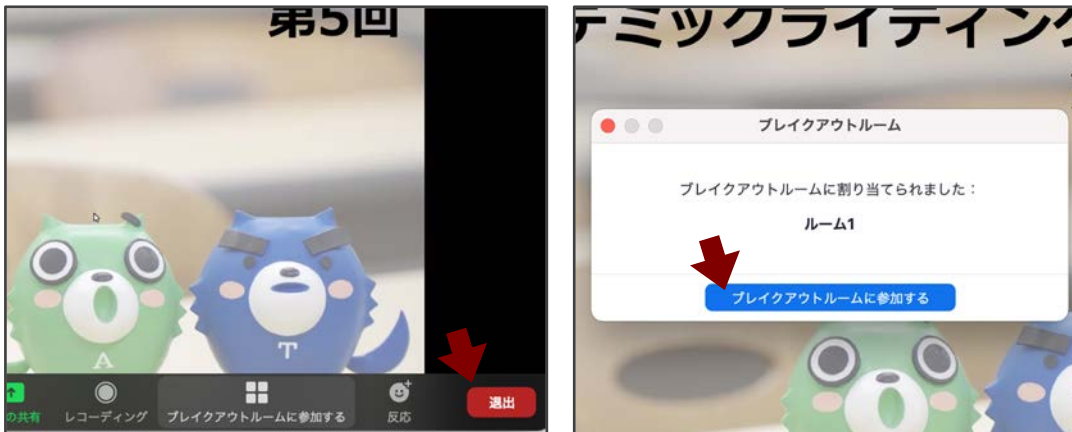 第5回
A
T
の共有
レコーディング
ブレイクアウトルームに参加する
反応
退出
テミックライティング
ブレイクアウトルーム
ブレイクアウトルームに割り当てられました：
ルーム1
ブレイクアウトルームに参加する